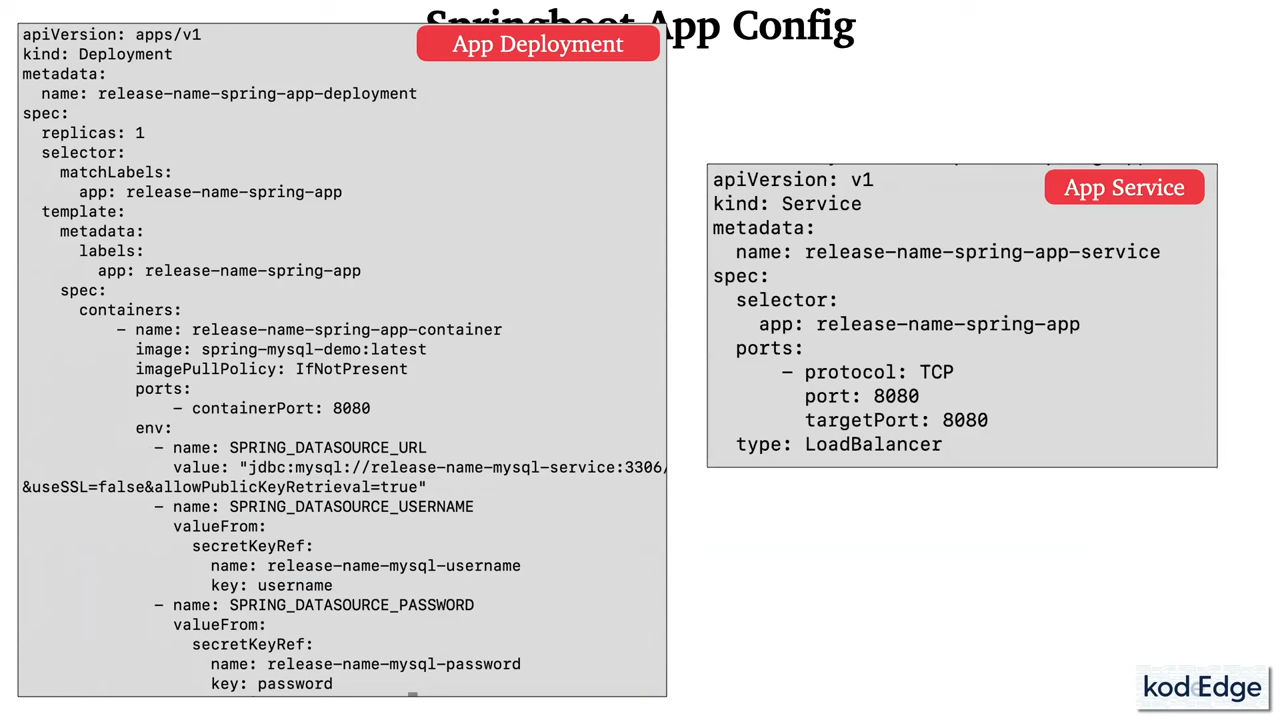 Springboot App Config
App Deployment
apiVersion: apps/v1
kind: Deployment
metadata:
  name: release-name-spring-app-deployment
spec:
  replicas: 1
  selector:
    matchLabels:
      app: release-name-spring-app
  template:
    metadata:
      labels:
        app: release-name-spring-app
    spec:
      containers:
          - name: release-name-spring-app-container
            image: spring-mysql-demo:latest
            imagePullPolicy: IfNotPresent
            ports:
                - containerPort: 8080
            env:
              - name: SPRING_DATASOURCE_URL
                value: "jdbc:mysql://release-name-mysql-service:3306/
&useSSL=false&allowPublicKeyRetrieval=true"
              - name: SPRING_DATASOURCE_USERNAME
                valueFrom:
                  secretKeyRef:
                    name: release-name-mysql-username
                    key: username
              - name: SPRING_DATASOURCE_PASSWORD
                valueFrom:
                  secretKeyRef:
                    name: release-name-mysql-password
                    key: password
App Service
apiVersion: v1
kind: Service
metadata:
  name: release-name-spring-app-service
spec:
  selector:
    app: release-name-spring-app
  ports:
      - protocol: TCP
        port: 8080
        targetPort: 8080
  type: LoadBalancer
kodEdge